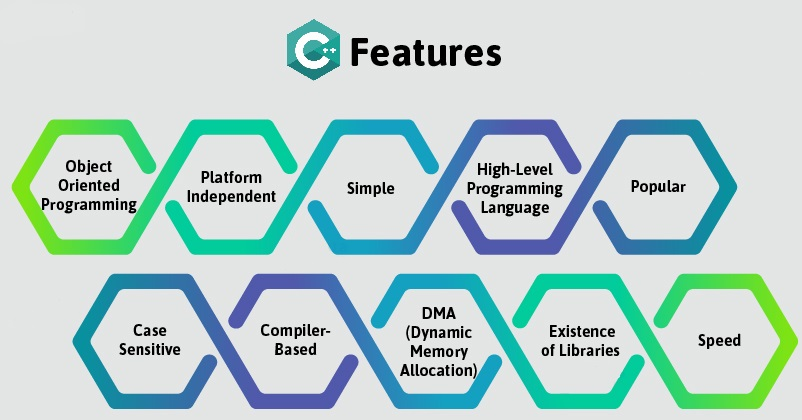 C++ Features
Object
Oriented
Programming
Platform
Independent
Simple
High-Level
Programming
Language
Popular
Case
Sensitive
Compiler-
Based
DMA
(Dynamic
Memory
Allocation)
Existence
of Libraries
Speed